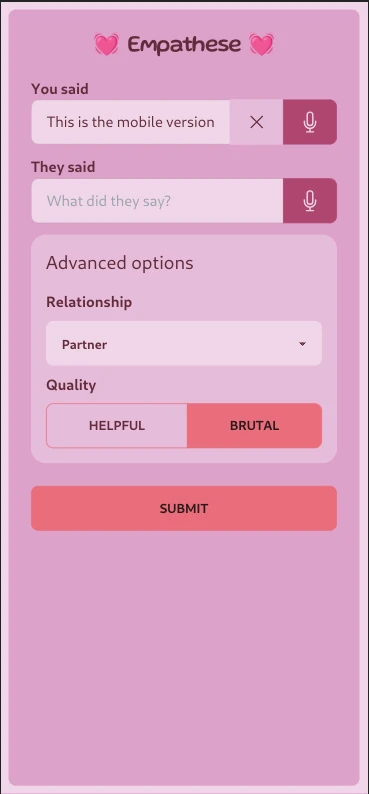 Empathese
You said
This is the mobile version
They said
What did they say?
Advanced options
Relationship
Partner
Quality
HELPFUL BRUTAL
SUBMIT